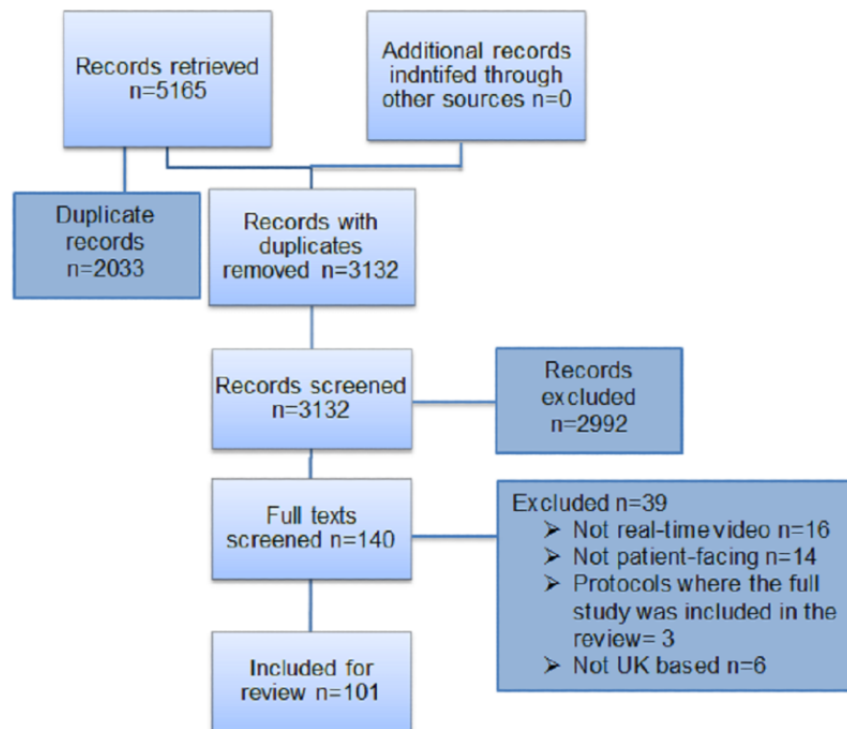 Records retrieved
n=5165
Additional records
indntifed through
other sources n=0
Duplicate
records
n=2033
Records with
duplicates
removed n=3132
Records screened
n=3132
Records
excluded
n=2992
Full texts
screened n=140
Excluded n=39
➢ Not real-time video n=16
➢ Not patient-facing n=14
➢ Protocols where the full
study was included in the
review= 3
➢ Not UK based n=6
Included for
review n=101